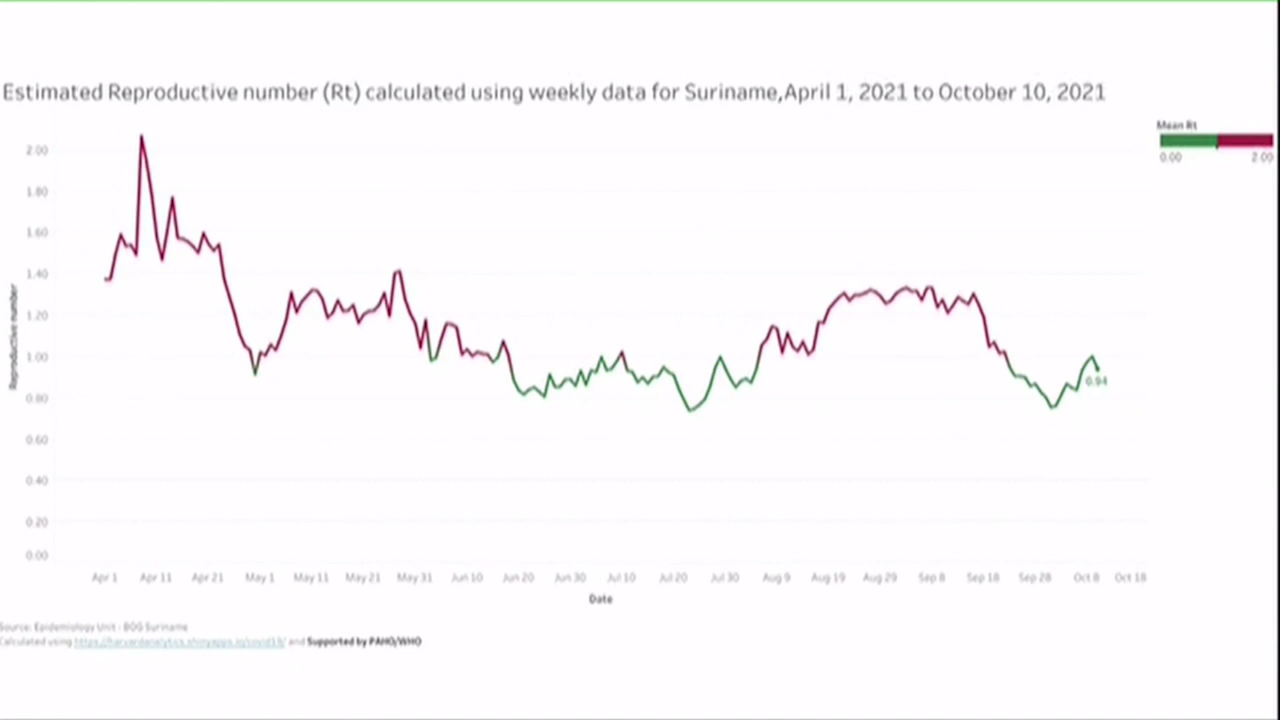 Estimated Reproductive number (Rt) calculated using weekly data for Suriname,April 1, 2021 to October 10, 2021
Mean Rt
0.00 2.00
2.00
1.80
1.60
1.40
1.20
1.00
0.80
0.60
0.40
0.20
0.00
Reproductive number
0.94
Apr 1 Apr 11 Apr 21 May 1 May 11 May 21 May 31 Jun 10 Jun 20 Jun 30 Jul 10 Jul 20 Jul 30 Aug 9 Aug 19 Aug 29 Sep 8 Sep 18 Sep 28 Oct 8 Oct 18
Date
Source: Epidemiology Unit - BOG Suriname
Calculated using https://harvardanalytics.shinyapps.io/covid19/ and Supported by PAHO/WHO